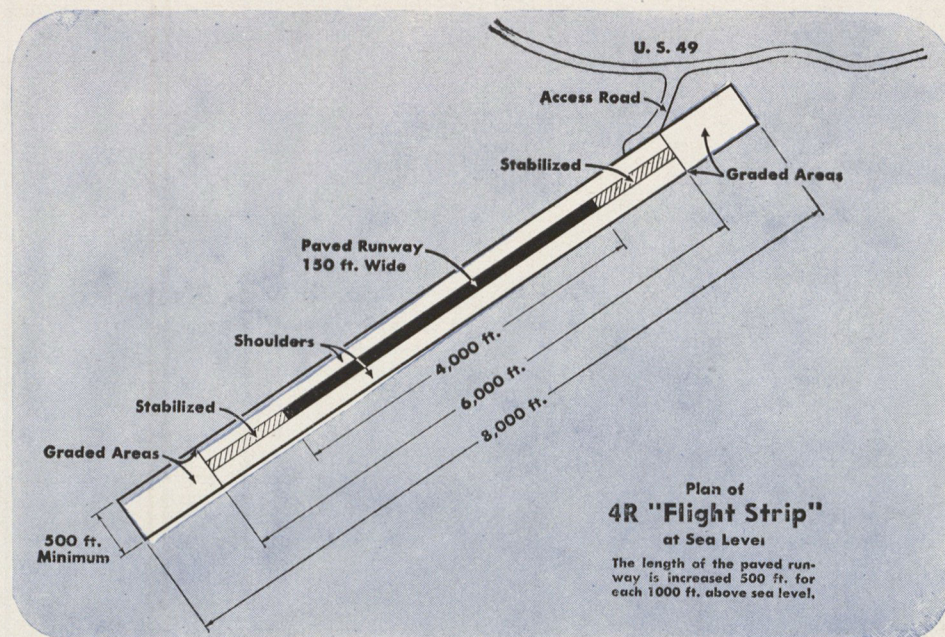 U. S. 49
Access Road
Stabilized
Graded Areas
Paved Runway
150 ft. Wide
Shoulders
4,000 ft.
6,000 ft.
8,000 ft.
Stabilized
Graded Areas
500 ft.
Minimum
Plan of
4R "Flight Strip"
at Sea Level
The length of the paved run-
way is increased 500 ft. for
each 1000 ft. above sea level.